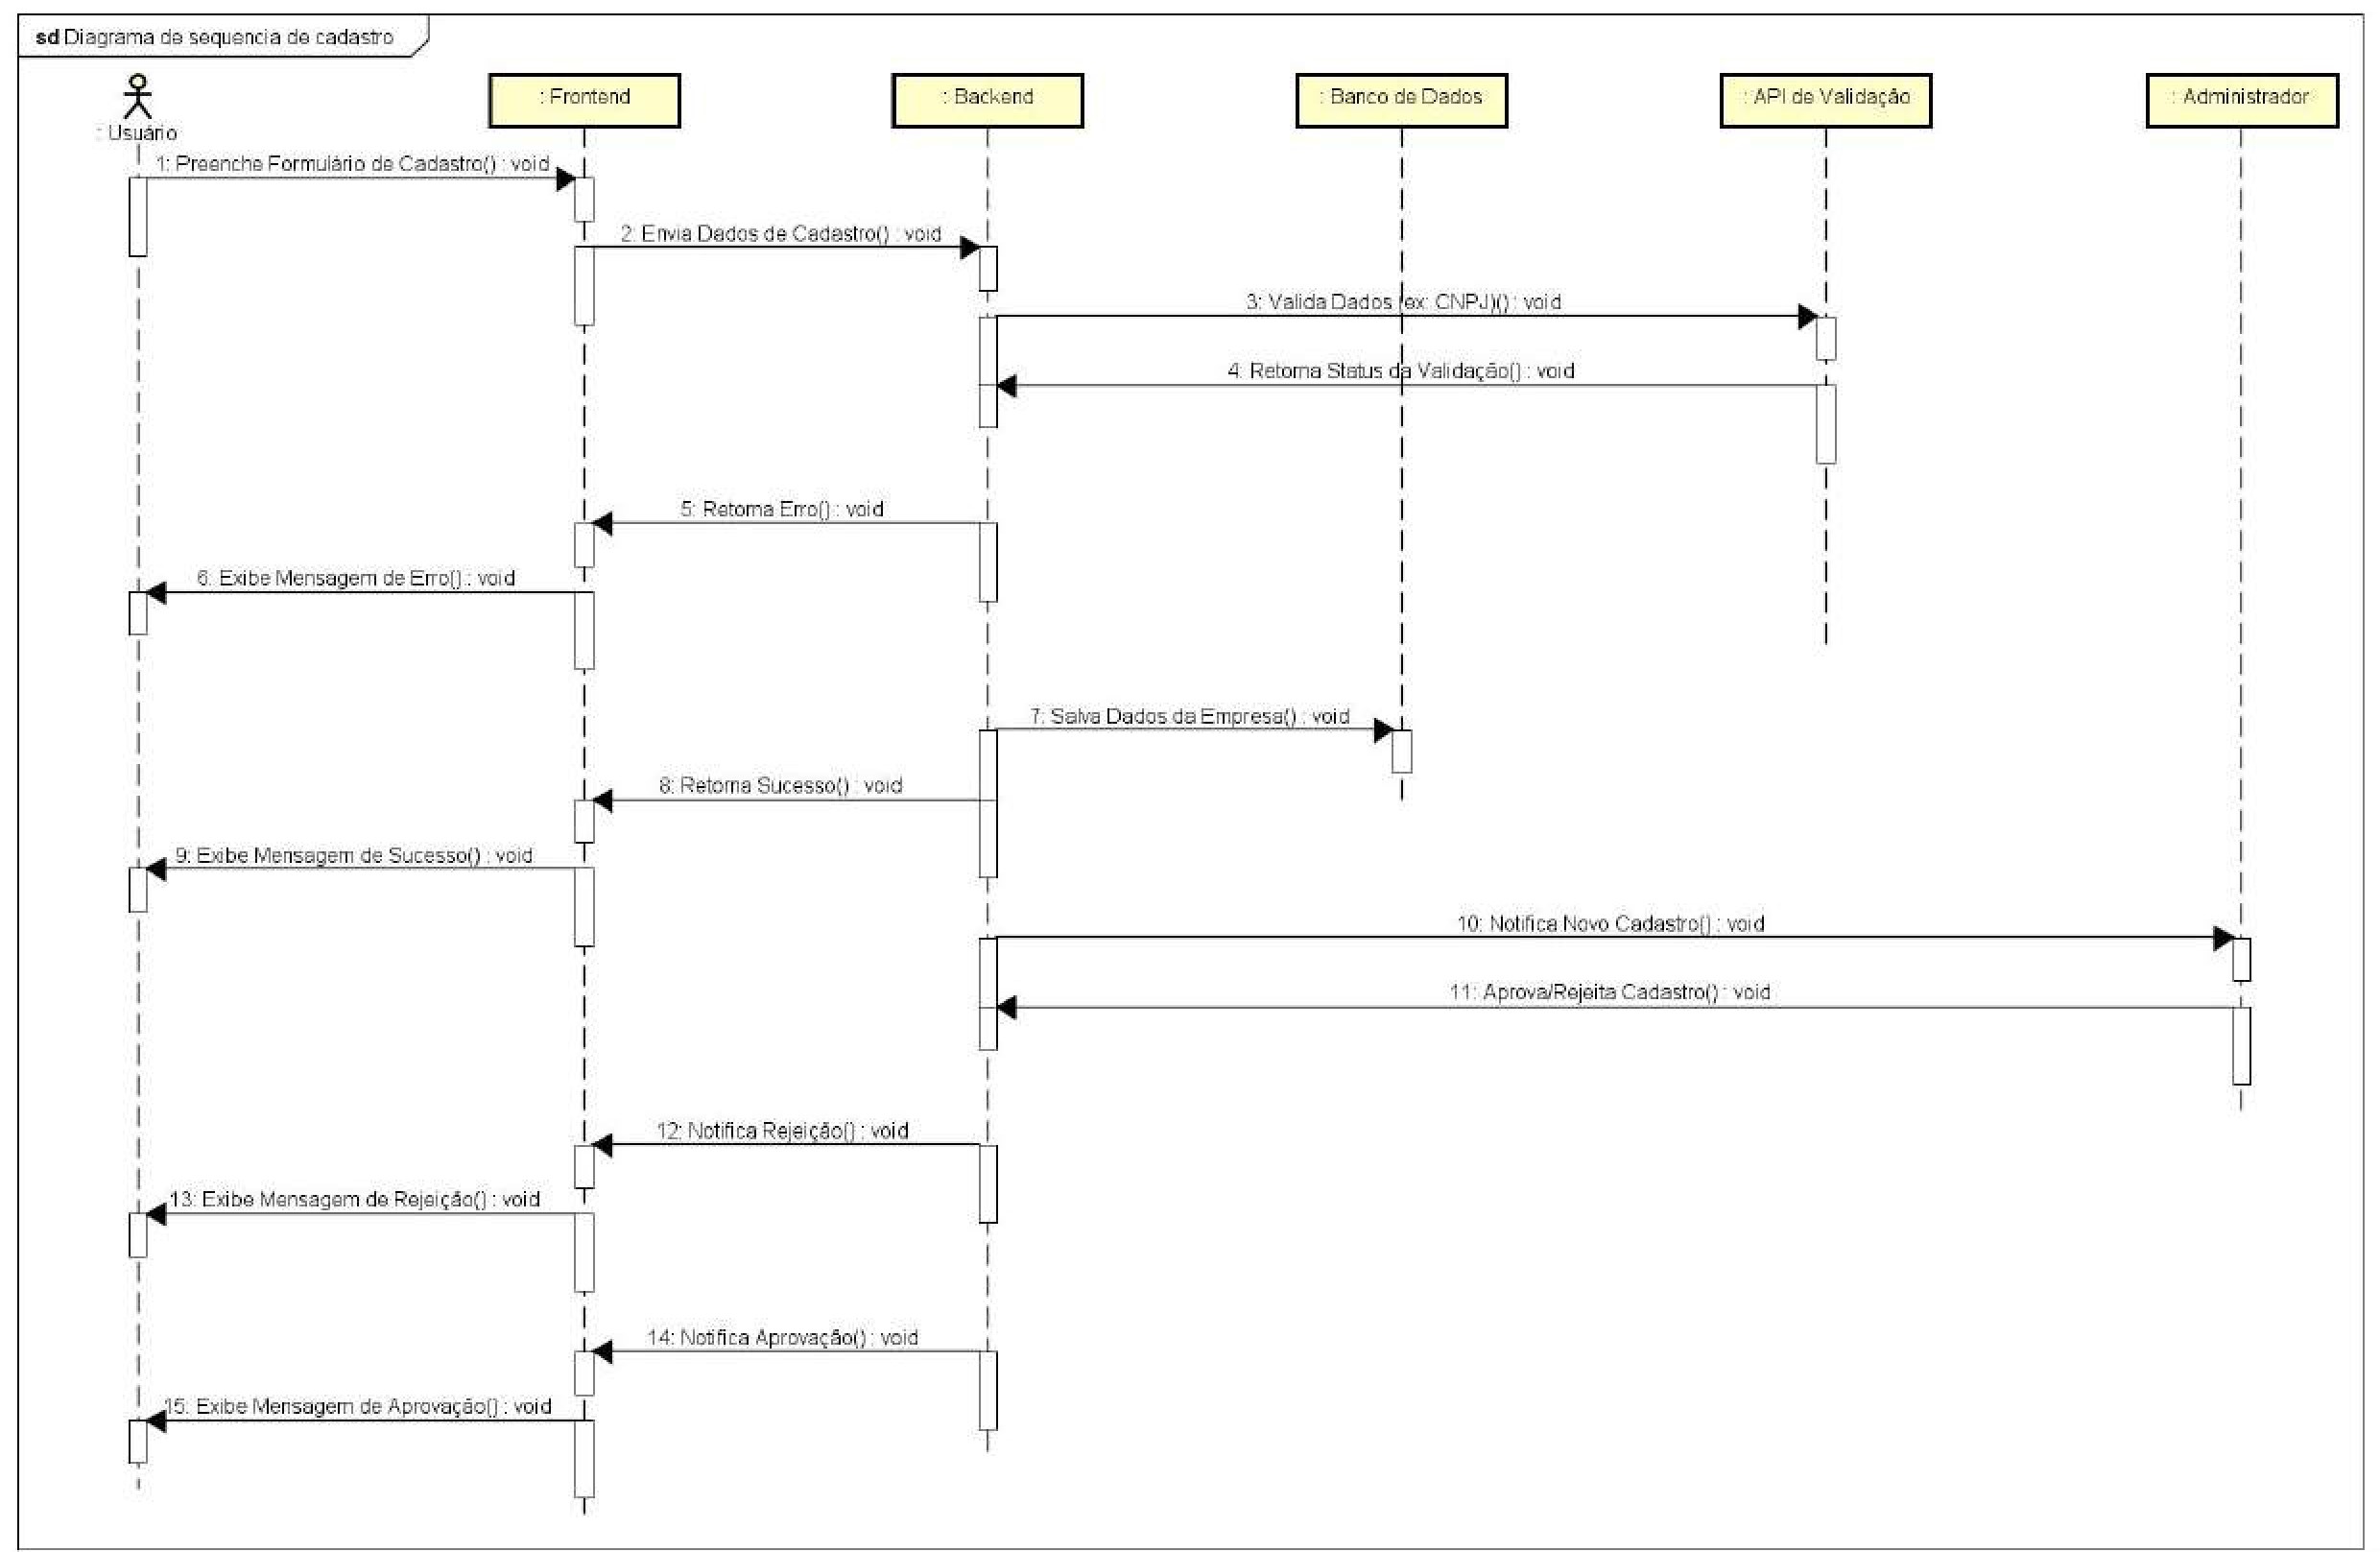 sd Diagrama de sequencia de cadastro
: Usuário
: Frontend
: Backend
: Banco de Dados
: API de Validação
: Administrador
1: Preenche Formulário de Cadastro() : void
2: Envia Dados de Cadastro() : void
3: Valida Dados (ex: CNPJ)() : void
4: Retorna Status da Validação() : void
5: Retorna Erro() : void
6: Exibe Mensagem de Erro() : void
7: Salva Dados da Empresa() : void
8: Retorna Sucesso() : void
9: Exibe Mensagem de Sucesso() : void
10: Notifica Novo Cadastro() : void
11: Aprova/Rejeita Cadastro() : void
12: Notifica Rejeição() : void
13: Exibe Mensagem de Rejeição() : void
14: Notifica Aprovação() : void
15: Exibe Mensagem de Aprovação() : void